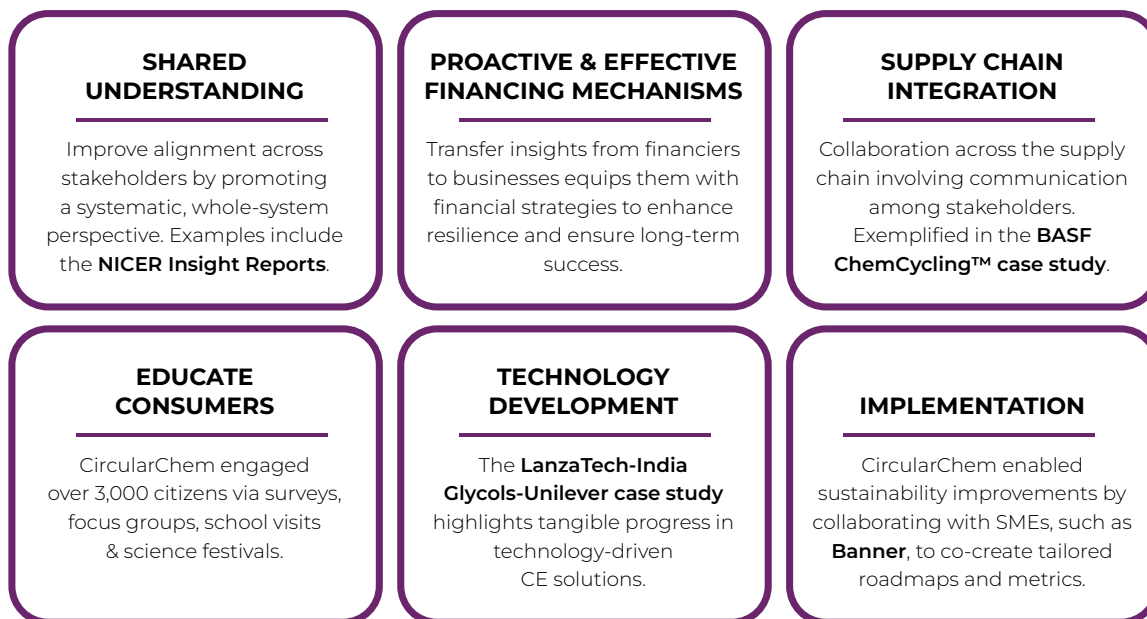 SHARED
UNDERSTANDING
Improve alignment across
stakeholders by promoting
a systematic, whole-system
perspective. Examples include
the NICER Insight Reports.
PROACTIVE & EFFECTIVE
FINANCING MECHANISMS
Transfer insights from financiers
to businesses equips them with
financial strategies to enhance
resilience and ensure long-term
success.
SUPPLY CHAIN
INTEGRATION
Collaboration across the supply
chain involving communication
among stakeholders.
Exemplified in the BASF
ChemCycling™ case study.
EDUCATE
CONSUMERS
CircularChem engaged
over 3,000 citizens via surveys,
focus groups, school visits
& science festivals.
TECHNOLOGY
DEVELOPMENT
The LanzaTech-India
Glycols-Unilever case study
highlights tangible progress in
technology-driven
CE solutions.
IMPLEMENTATION
CircularChem enabled
sustainability improvements by
collaborating with SMEs, such as
Banner, to co-create tailored
roadmaps and metrics.